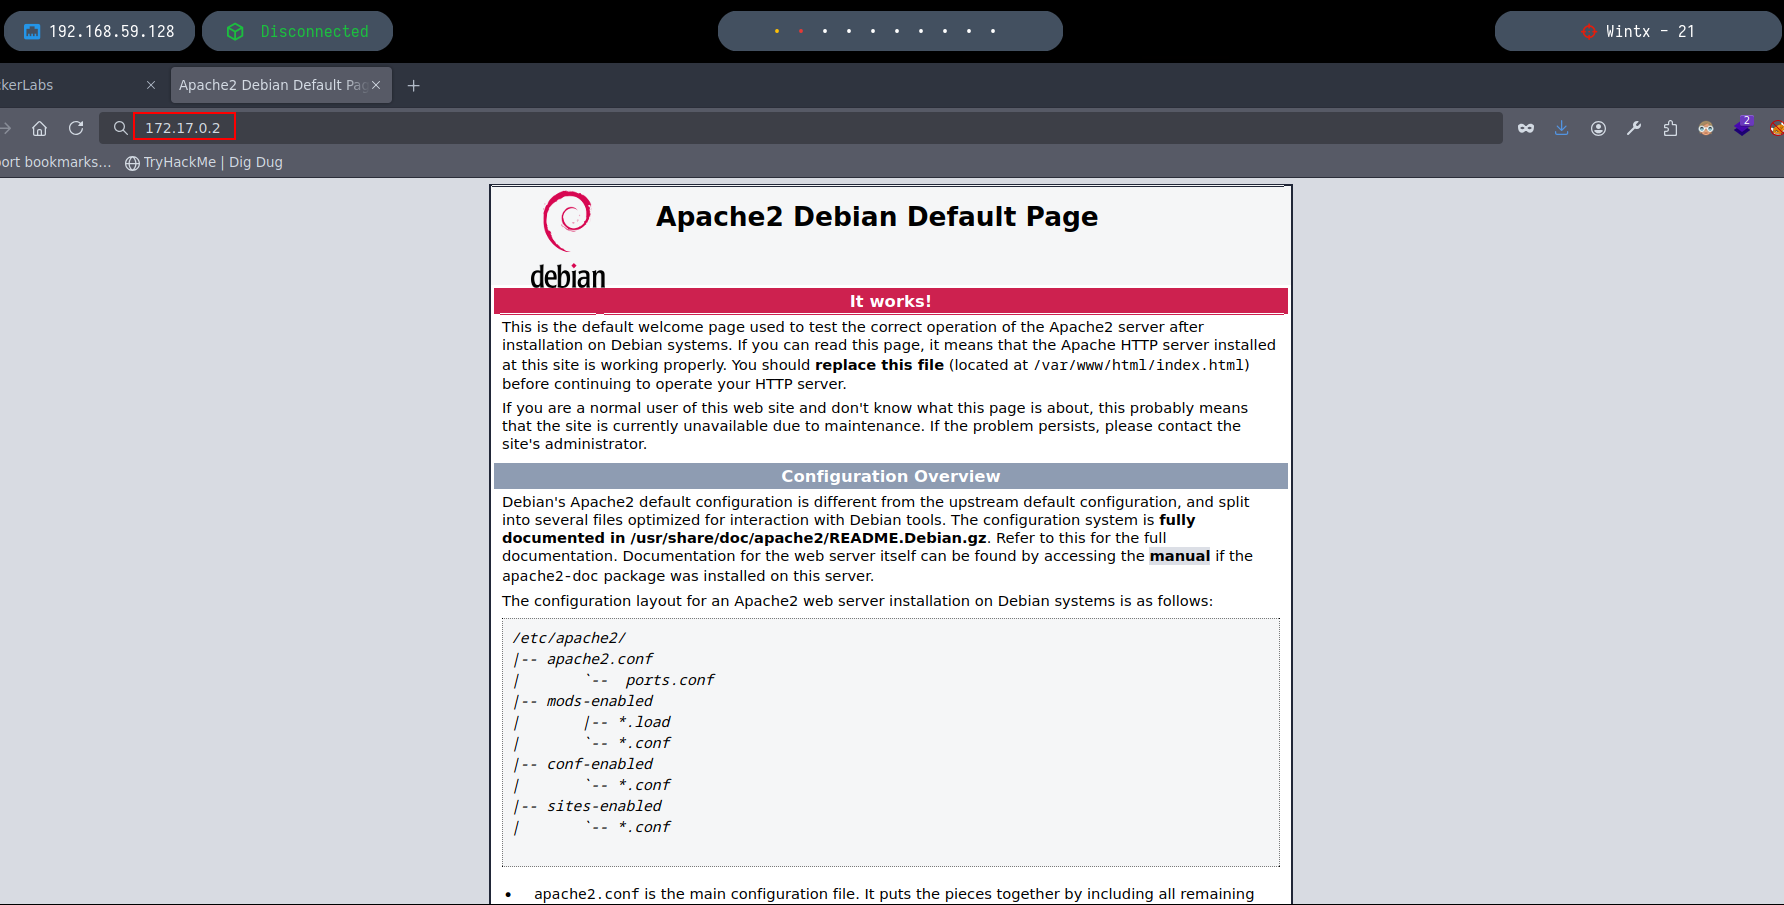 192.168.59.128
Disconnected
Wintx - 21
kerLabs
Apache2 Debian Default Pag
172.17.0.2
2
ort bookmarks...
TryHackMe | Dig Dug
debian
Apache2 Debian Default Page
It works!
This is the default welcome page used to test the correct operation of the Apache2 server after
installation on Debian systems. If you can read this page, it means that the Apache HTTP server installed
at this site is working properly. You should replace this file (located at /var/www/html/index.html)
before continuing to operate your HTTP server.
If you are a normal user of this web site and don't know what this page is about, this probably means
that the site is currently unavailable due to maintenance. If the problem persists, please contact the
site's administrator.
Configuration Overview
Debian's Apache2 default configuration is different from the upstream default configuration, and split
into several files optimized for interaction with Debian tools. The configuration system is fully
documented in /usr/share/doc/apache2/README.Debian.gz. Refer to this for the full
documentation. Documentation for the web server itself can be found by accessing the manual if the
apache2-doc package was installed on this server.
The configuration layout for an Apache2 web server installation on Debian systems is as follows:
/etc/apache2/
|-- apache2.conf
|       `--  ports.conf
|-- mods-enabled
|       |-- *.load
|       `-- *.conf
|-- conf-enabled
|       `-- *.conf
|-- sites-enabled
|       `-- *.conf
• apache2.conf is the main configuration file. It puts the pieces together by including all remaining